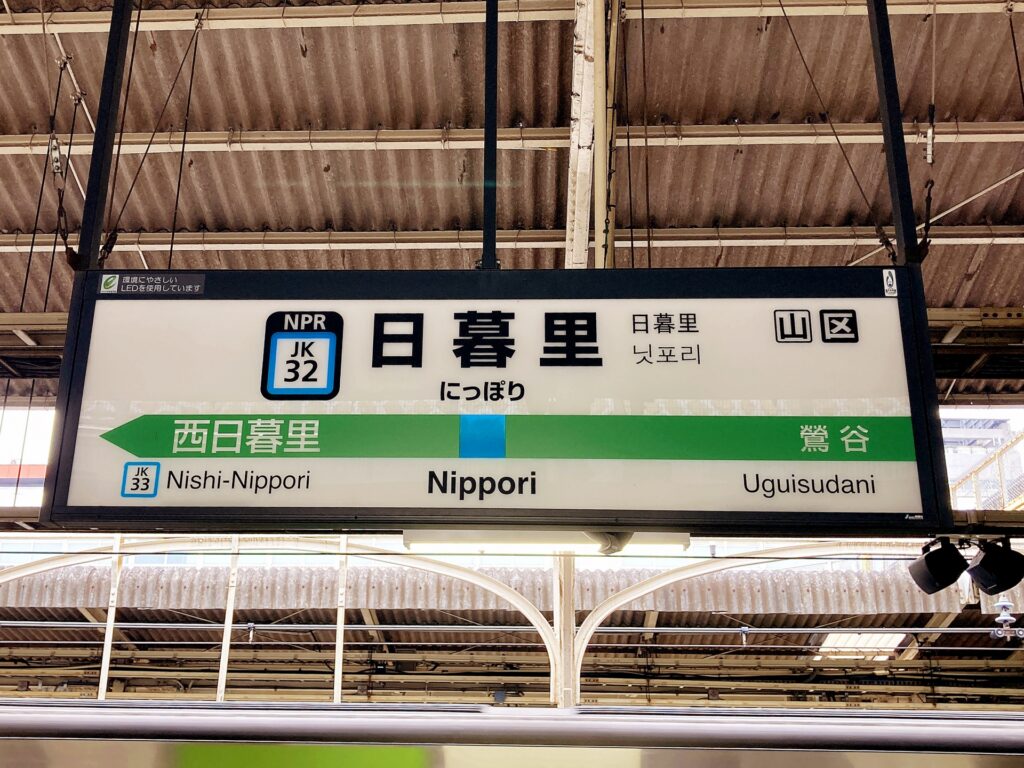 環境にやさしい
LEDを使用しています
NPR
JK
32
日暮里
日暮里
닛포리
山 区
にっぽり
西日暮里
鶯谷
JK
33
Nishi-Nippori
Nippori
Uguisudani